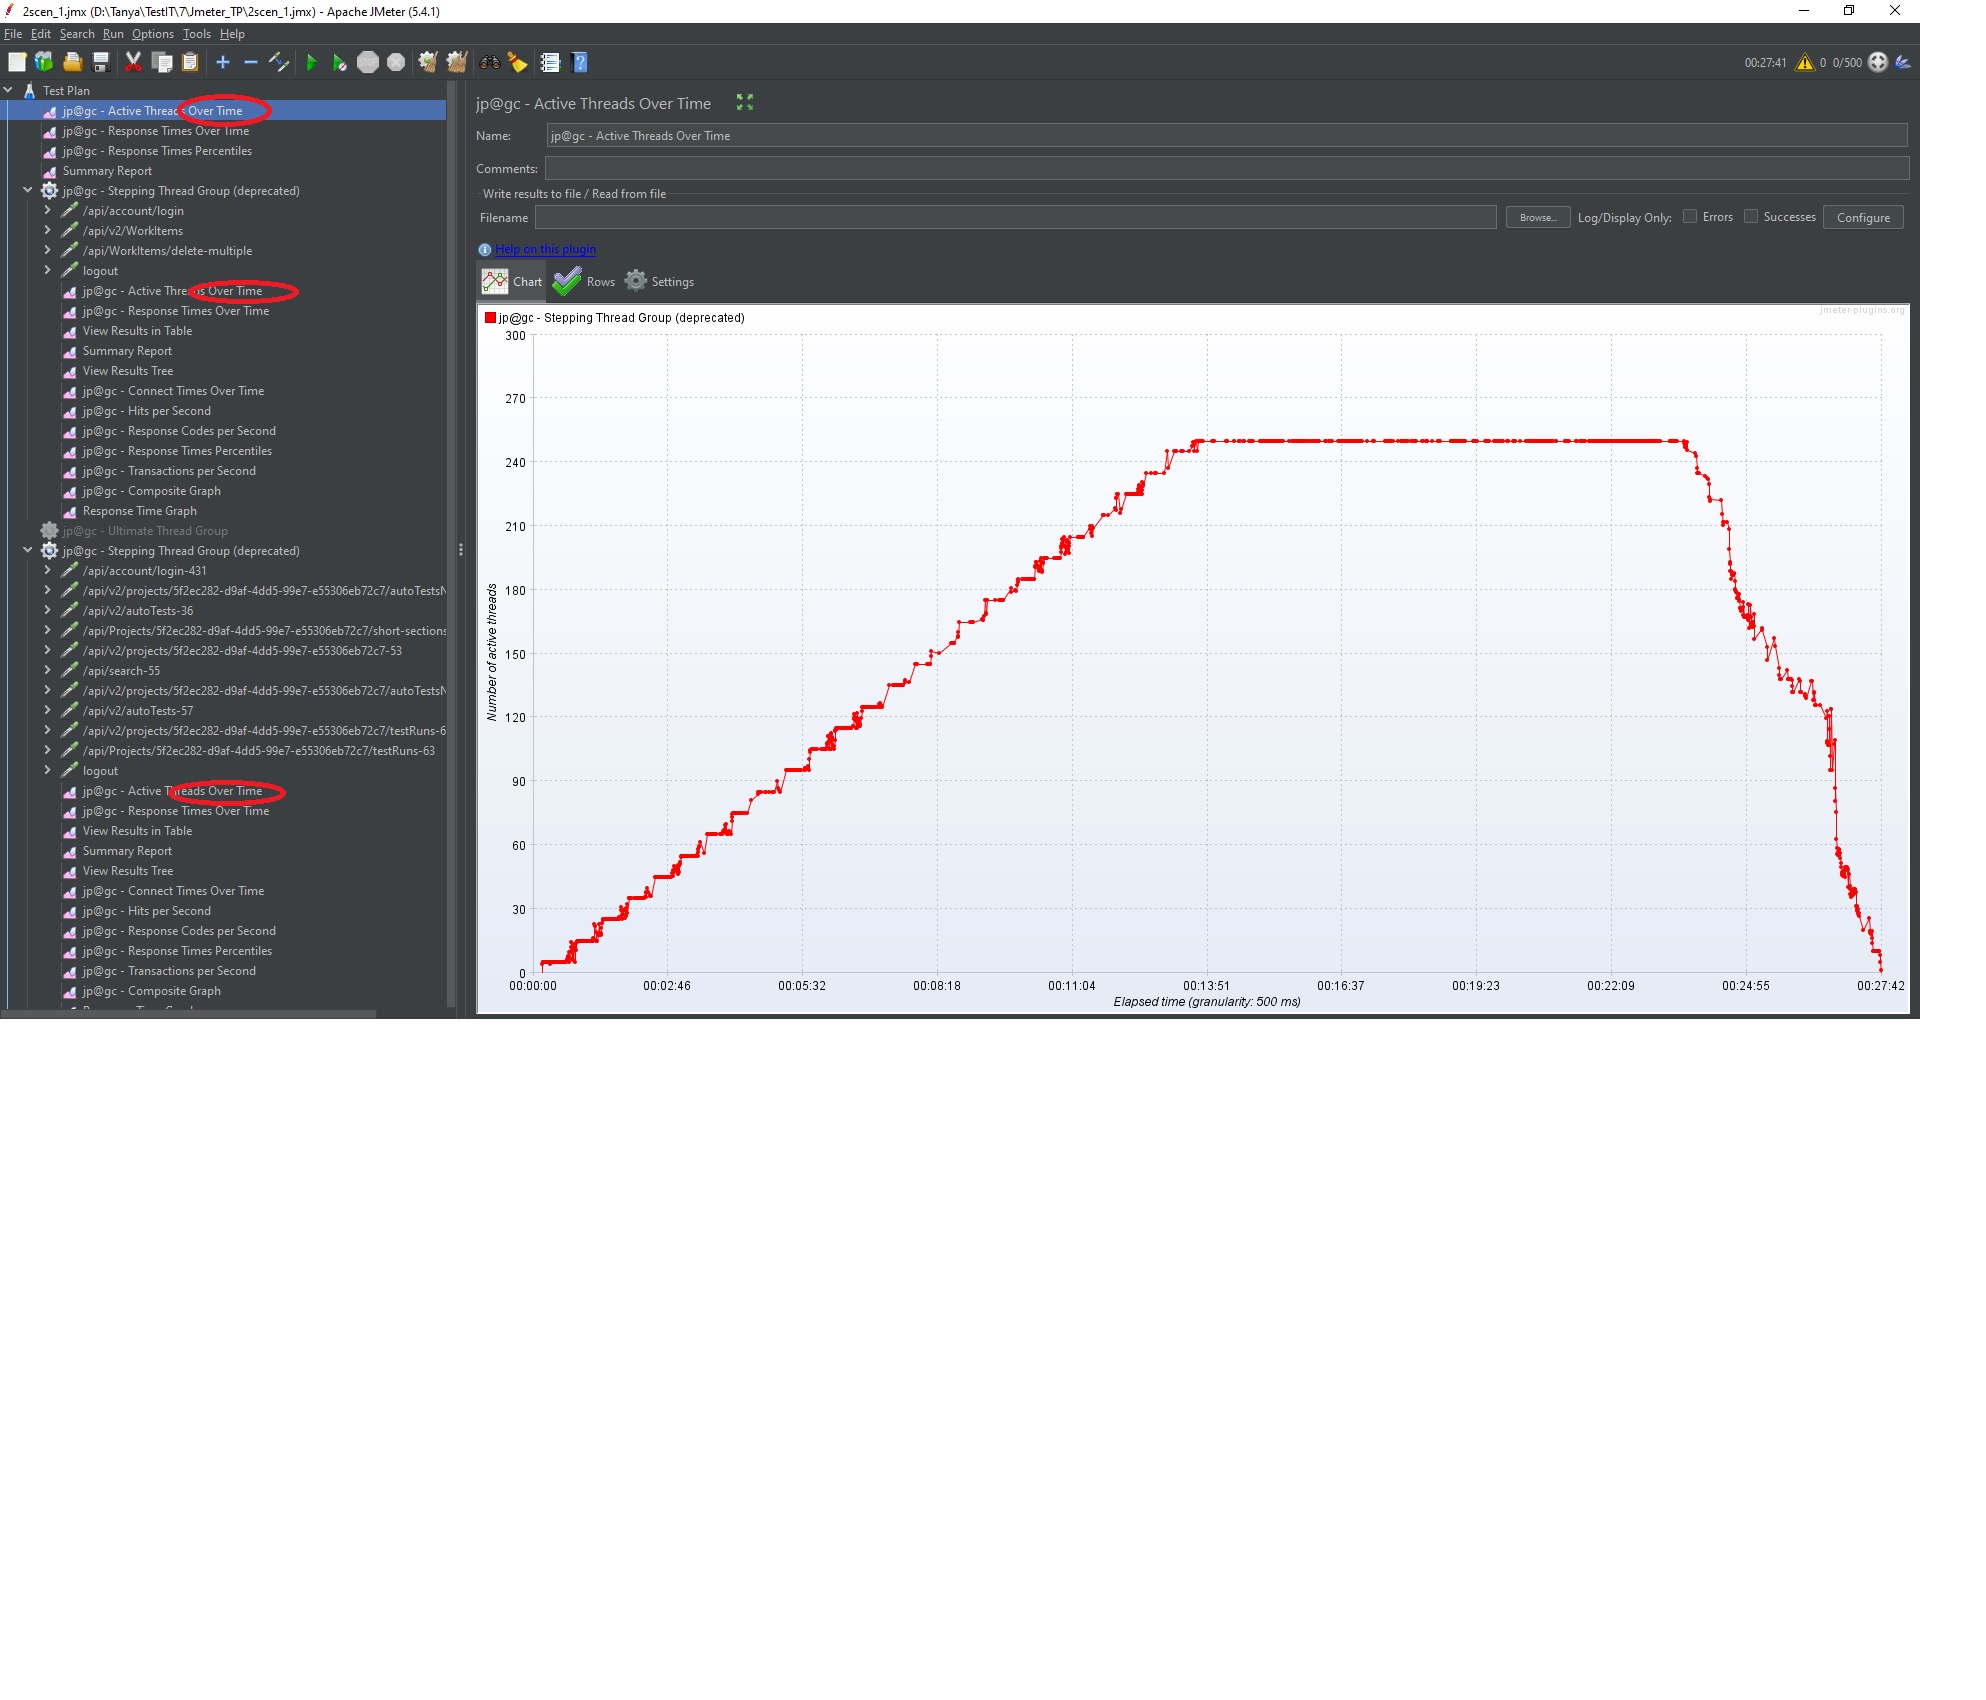 2scen_1.jmx (D:\Tanya\TestIT\7\Jmeter_TP\2scen_1.jmx) - Apache JMeter (5.4.1)
File Edit Search Run Options Tools Help
00:27:41 0 0/500
Test Plan
jp@gc - Active Threads Over Time
jp@gc - Response Times Over Time
jp@gc - Response Times Percentiles
Summary Report
jp@gc - Stepping Thread Group (deprecated)
/api/account/login
/api/v2/WorkItems
/api/WorkItems/delete-multiple
logout
jp@gc - Active Threads Over Time
jp@gc - Response Times Over Time
View Results in Table
Summary Report
View Results Tree
jp@gc - Connect Times Over Time
jp@gc - Hits per Second
jp@gc - Response Codes per Second
jp@gc - Response Times Percentiles
jp@gc - Transactions per Second
jp@gc - Composite Graph
Response Time Graph
jp@gc - Ultimate Thread Group
jp@gc - Stepping Thread Group (deprecated)
/api/account/login-431
/api/v2/projects/5f2ec282-d9af-4dd5-99e7-e55306eb72c7/autoTestsN
/api/v2/autoTests-36
/api/Projects/5f2ec282-d9af-4dd5-99e7-e55306eb72c7/short-sections
/api/v2/projects/5f2ec282-d9af-4dd5-99e7-e55306eb72c7-53
/api/search-55
/api/v2/projects/5f2ec282-d9af-4dd5-99e7-e55306eb72c7/autoTestsN
/api/v2/autoTests-57
/api/v2/projects/5f2ec282-d9af-4dd5-99e7-e55306eb72c7/testRuns-6
/api/Projects/5f2ec282-d9af-4dd5-99e7-e55306eb72c7/testRuns-63
logout
jp@gc - Active Threads Over Time
jp@gc - Response Times Over Time
View Results in Table
Summary Report
View Results Tree
jp@gc - Connect Times Over Time
jp@gc - Hits per Second
jp@gc - Response Codes per Second
jp@gc - Response Times Percentiles
jp@gc - Transactions per Second
jp@gc - Composite Graph
jp@gc - Active Threads Over Time
Name: jp@gc - Active Threads Over Time
Comments:
Write results to file / Read from file
Filename Browse... Log/Display Only: Errors Successes Configure
Help on this plugin
Chart Rows Settings
jmeter-plugins.org
jp@gc - Stepping Thread Group (deprecated)
300
270
240
210
180
150
120
90
60
30
0
Number of active threads
00:00:00 00:02:46 00:05:32 00:08:18 00:11:04 00:13:51 00:16:37 00:19:23 00:22:09 00:24:55 00:27:42
Elapsed time (granularity: 500 ms)